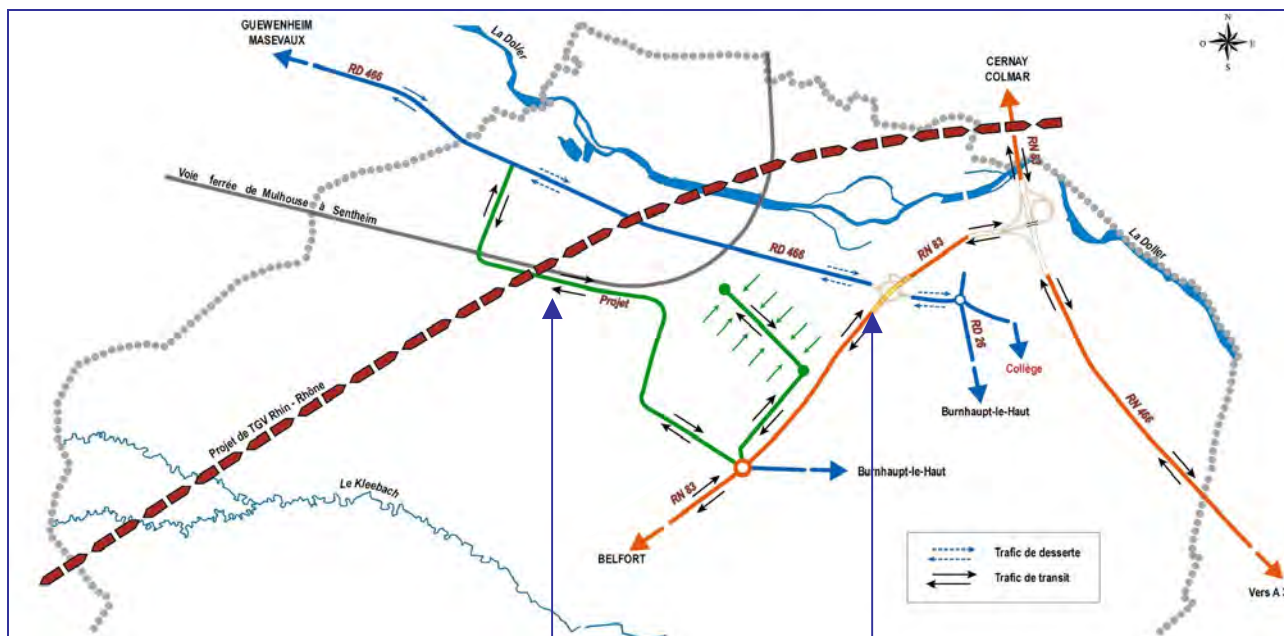 GUEWENHEIM
MASEVAUX
La Doller
N
O
E
S
CERNAY
COLMAR
RD 466
RN 83
Voie ferrée de Mulhouse à Sentheim
La Doller
RD 466
RN 83
Projet
RD 26
Collège
Burnhaupt-le-Haut
RN 466
Projet de TGV Rhin - Rhône
Le Kleebach
Burnhaupt-le-Haut
RN 83
BELFORT
Trafic de desserte
Trafic de transit
Vers A